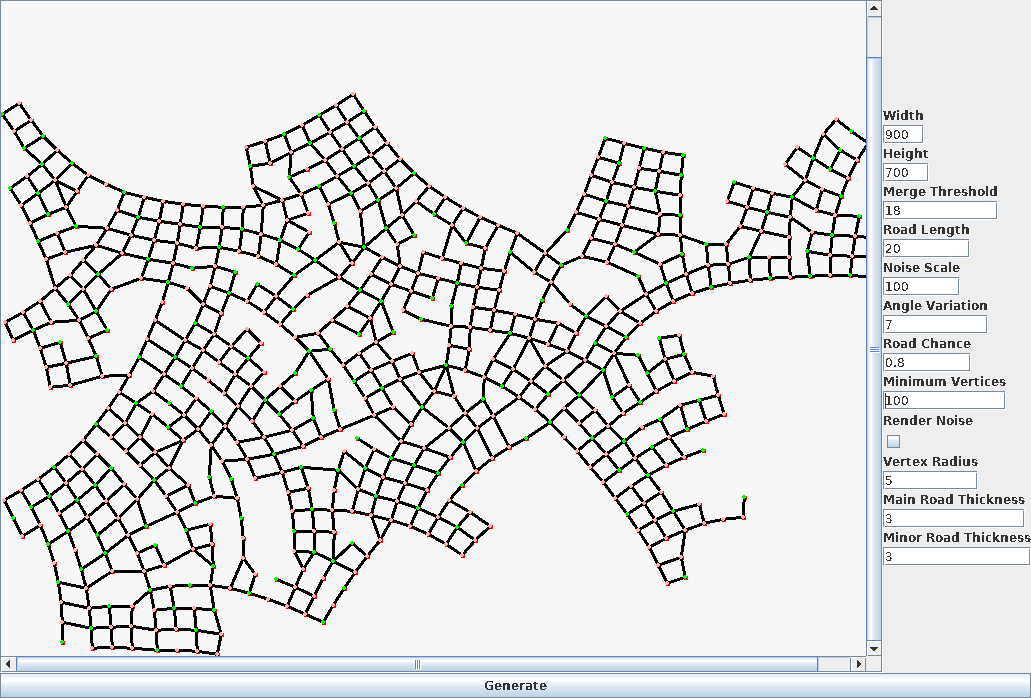 Width
900
Height
700
Merge Threshold
18
Road Length
20
Noise Scale
100
Angle Variation
7
Road Chance
0.8
Minimum Vertices
100
Render Noise
Vertex Radius
5
Main Road Thickness
3
Minor Road Thickness
3
Generate